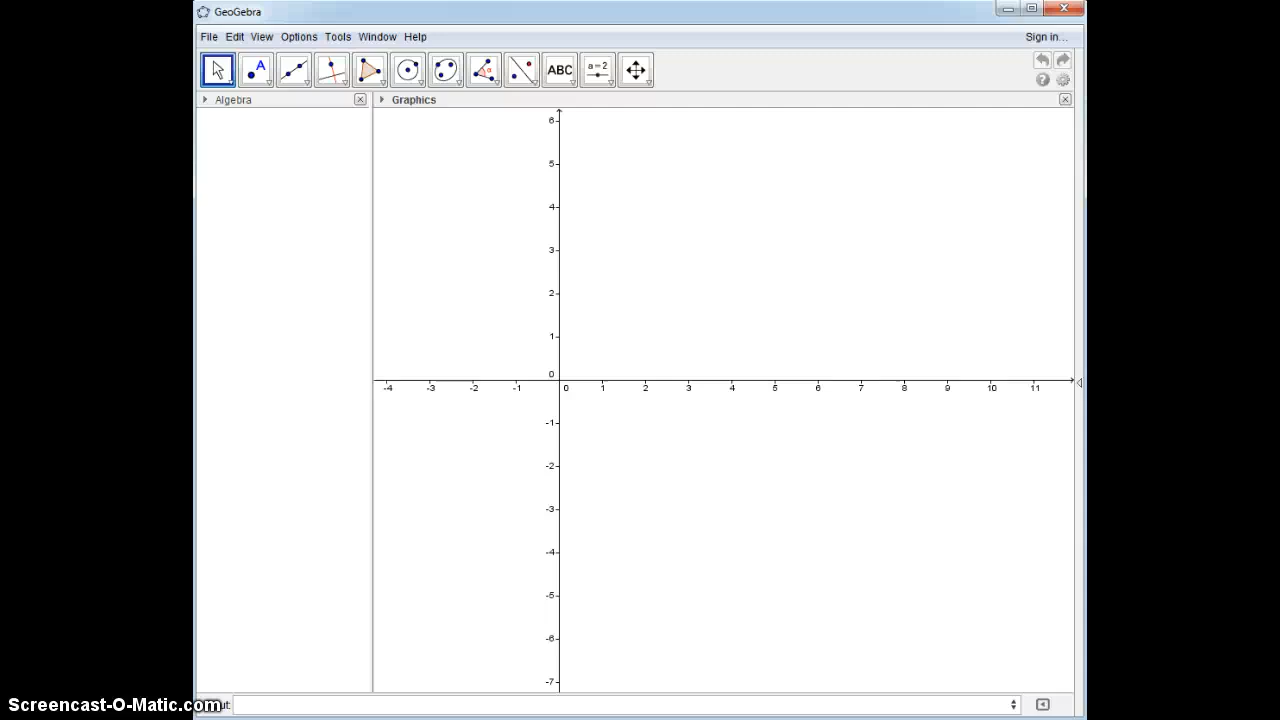 GeoGebra
File Edit View Options Tools Window Help Sign in...
A α ABC a=2
Algebra Graphics
6
5
4
3
2
1
0
-4 -3 -2 -1 0 1 2 3 4 5 6 7 8 9 10 11
-1
-2
-3
-4
-5
-6
-7
Screencast-O-Matic.com